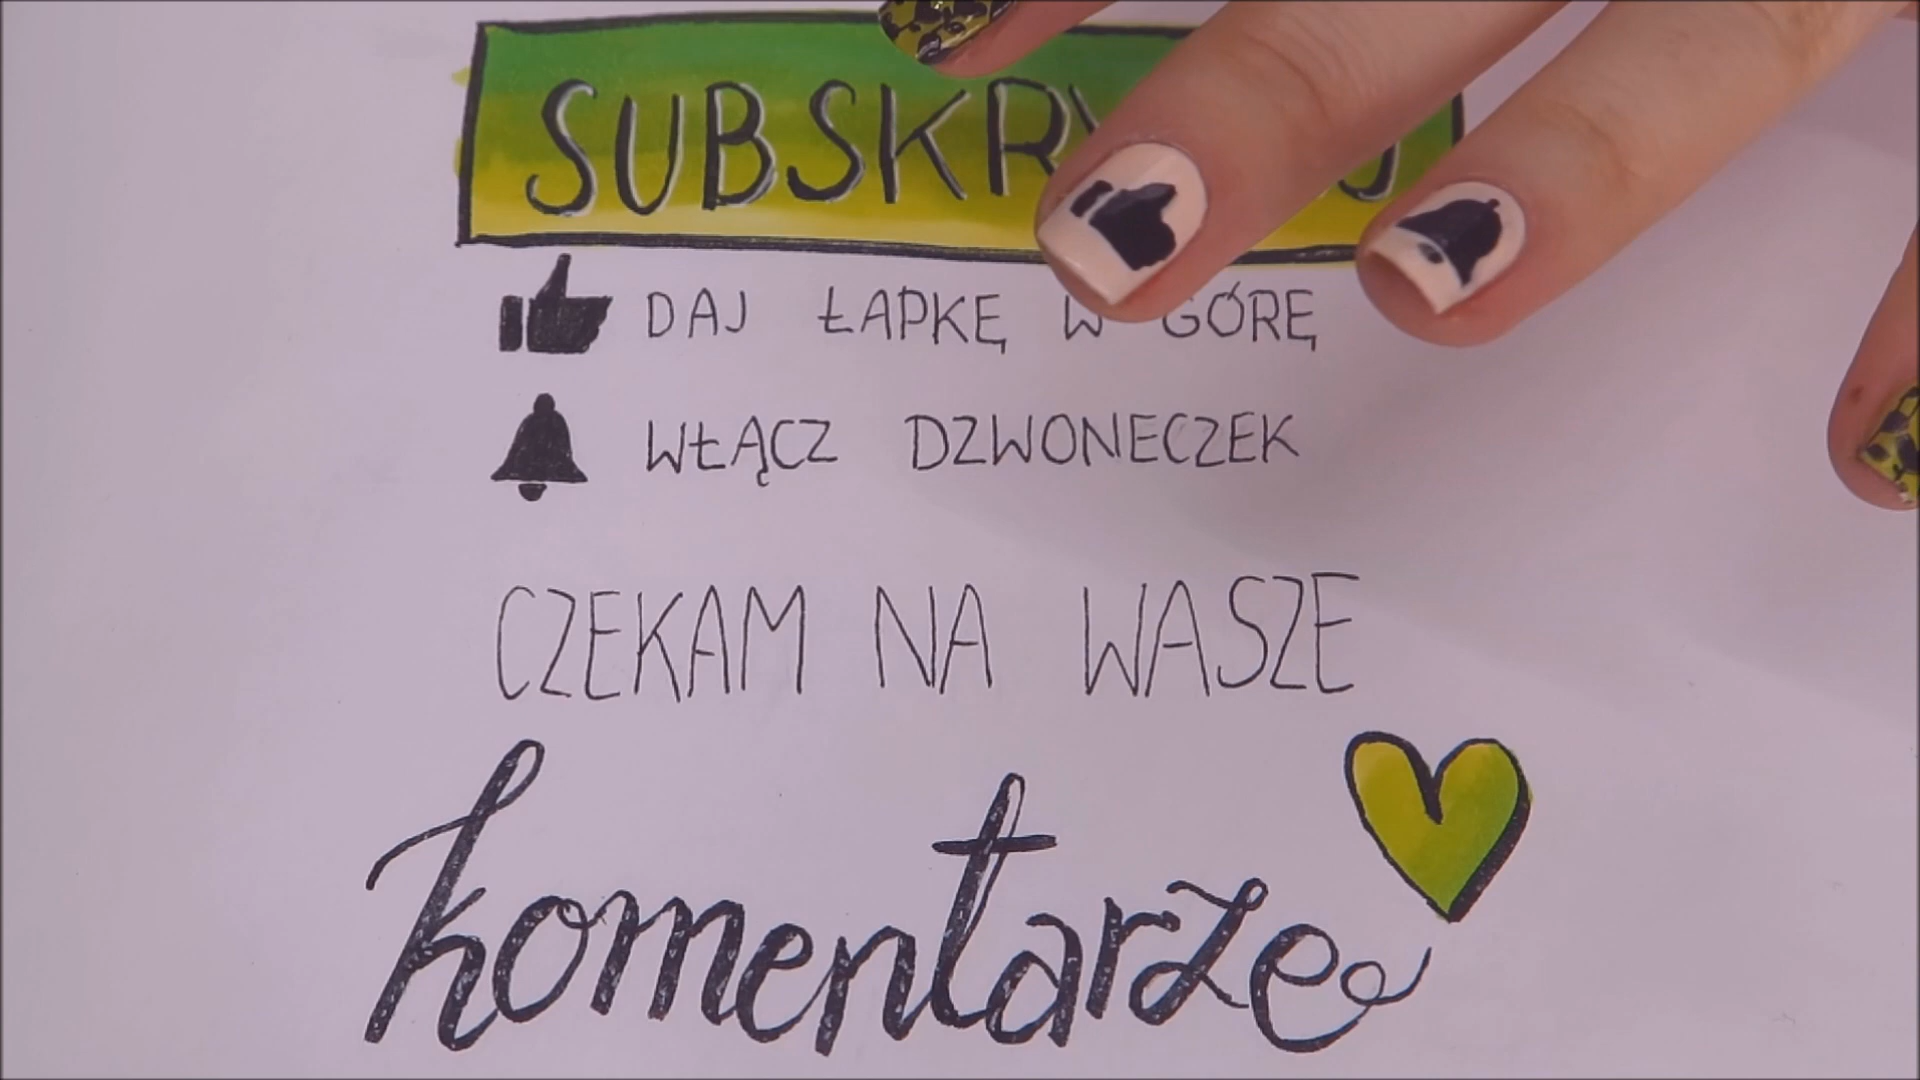 DAJ ŁAPKĘ W GÓRĘ
WŁĄCZ DZWONECZEK
CZEKAM NA WASZE
komentarze